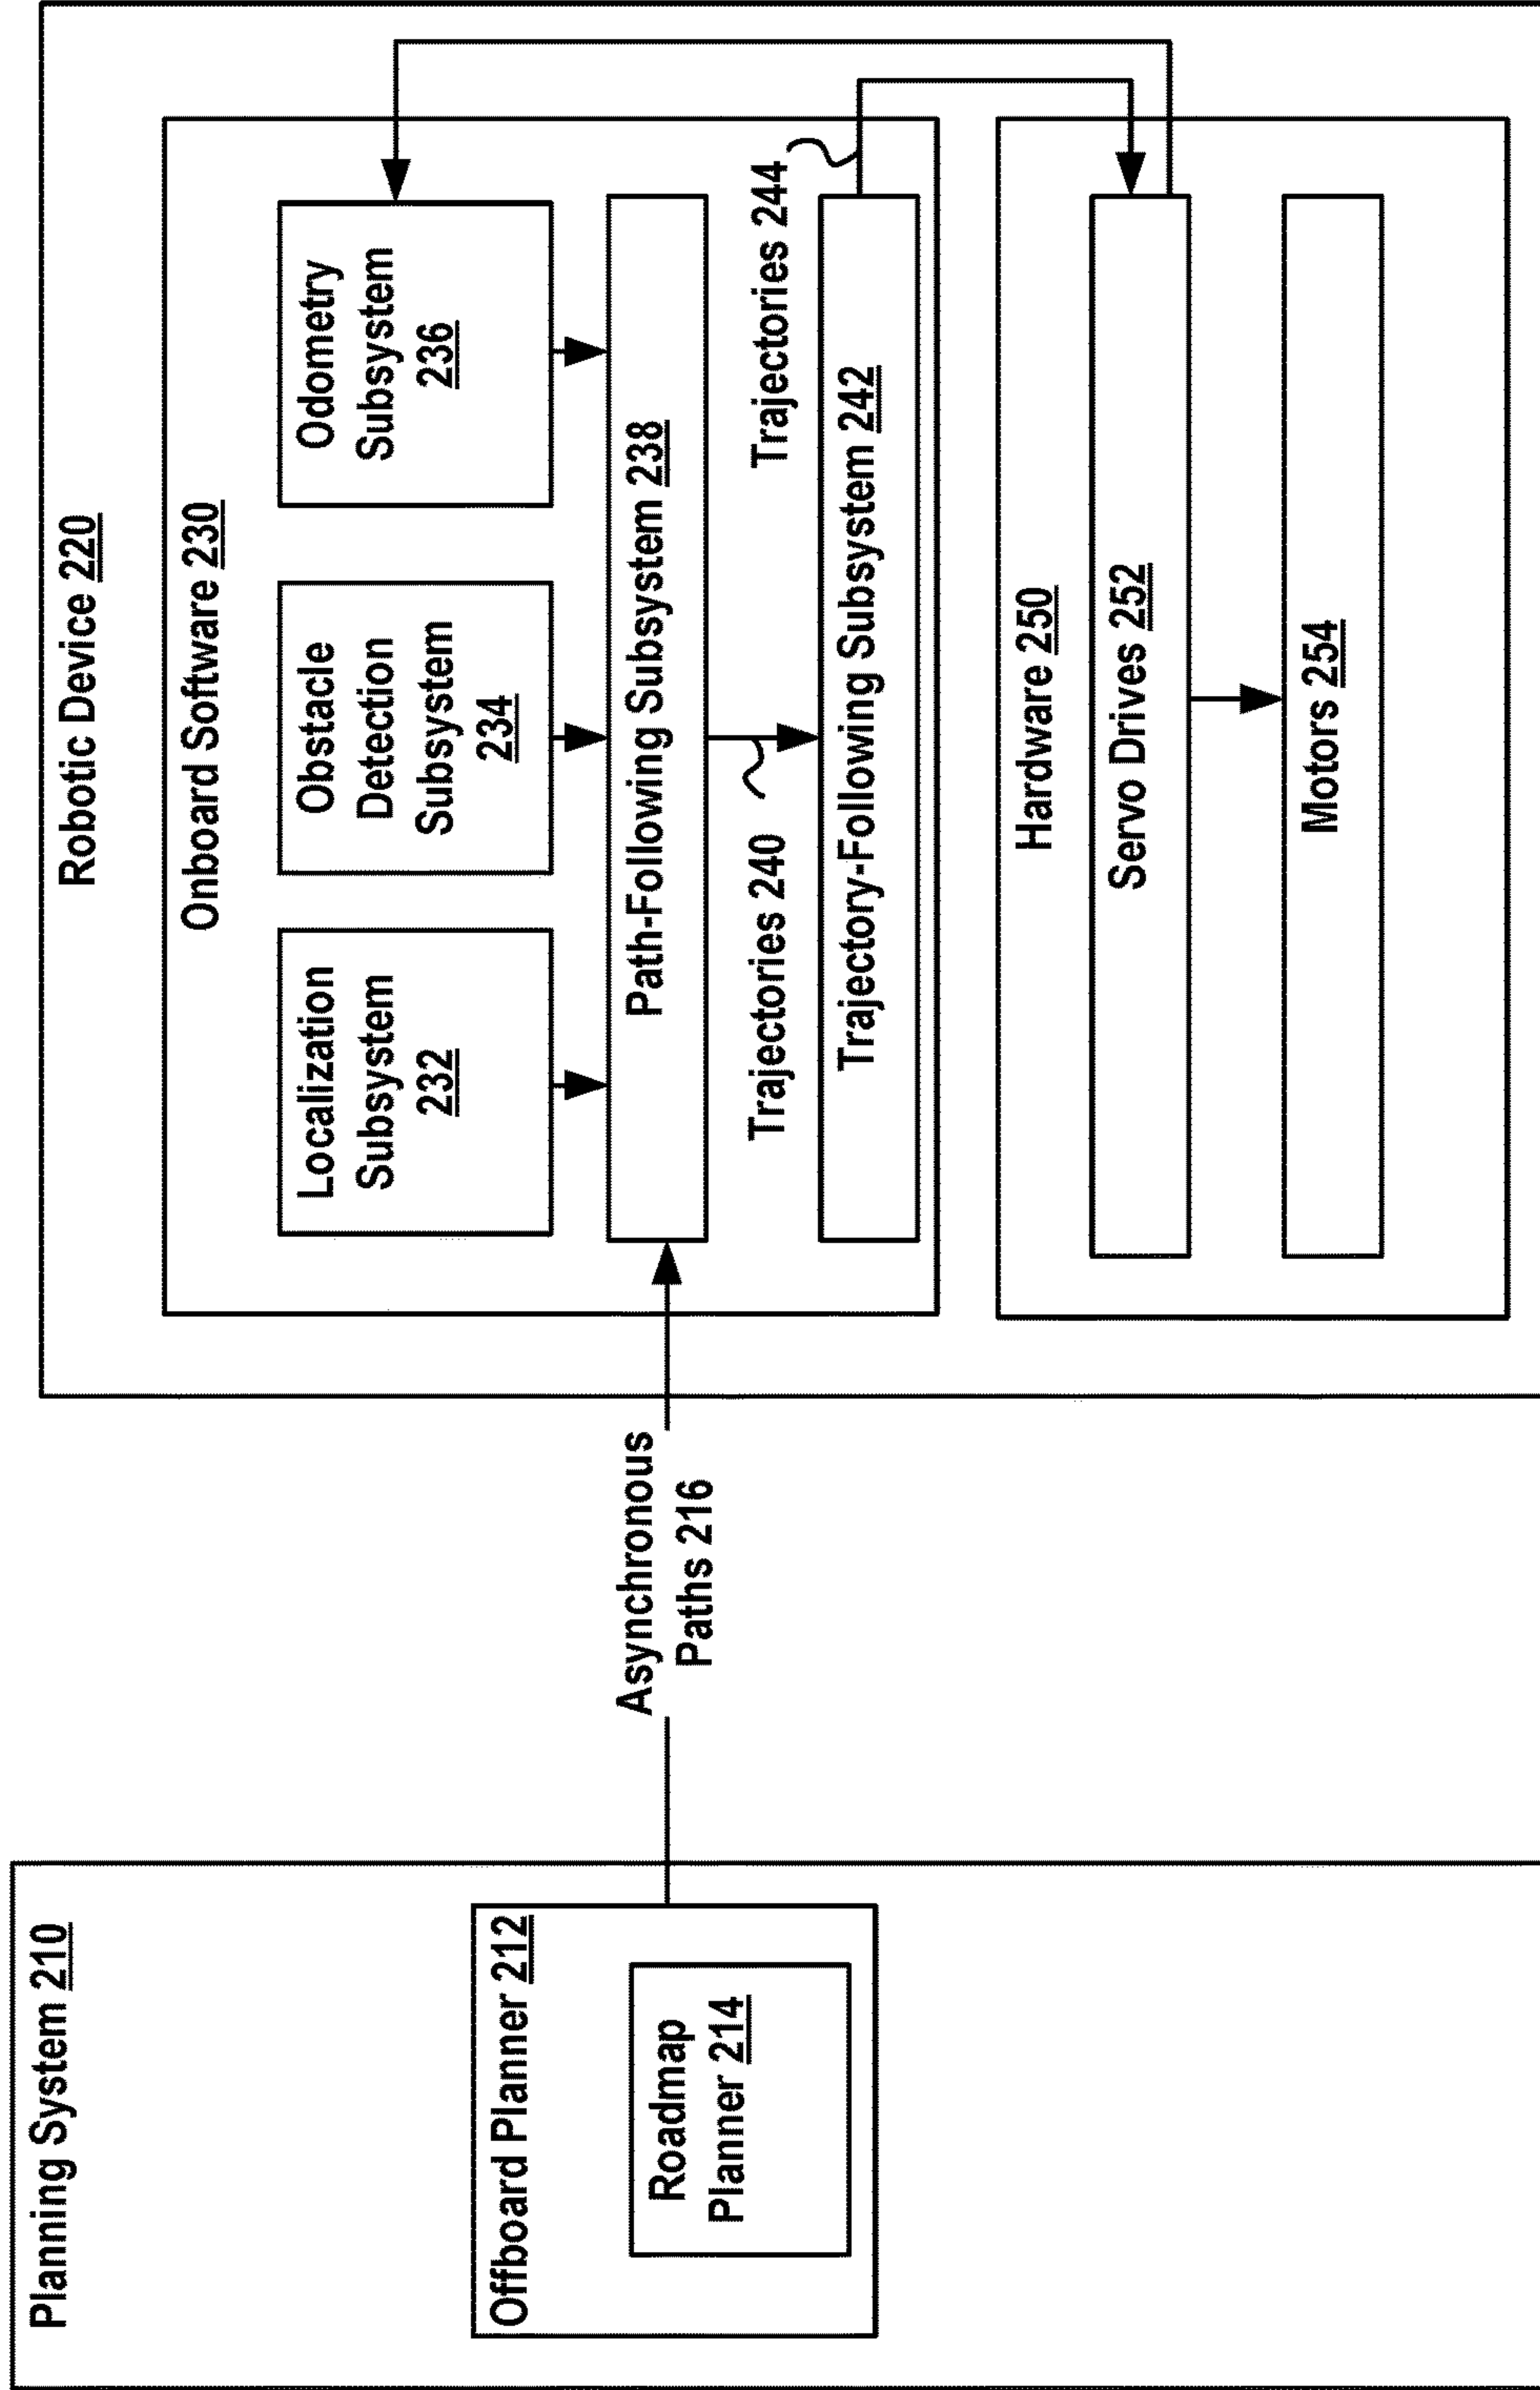 Planning System 210
Offboard Planner 212
Roadmap
Planner 214
Asynchronous
Paths 216
Robotic Device 220
Onboard Software 230
Localization
Subsystem
232
Obstacle
Detection
Subsystem
234
Odometry
Subsystem
236
Path-Following Subsystem 238
Trajectories 240
Trajectories 244
Trajectory-Following Subsystem 242
Hardware 250
Servo Drives 252
Motors 254